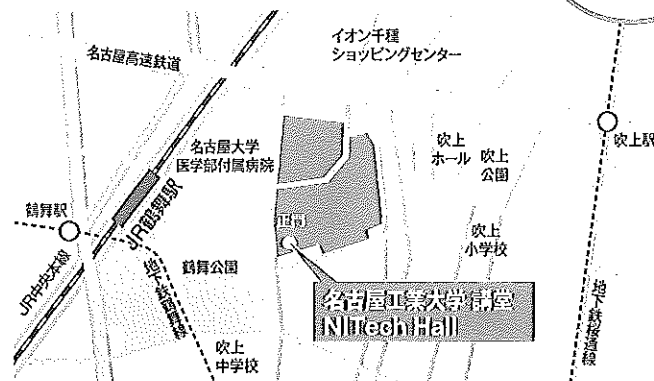 イオン千種
ショッピングセンター
名古屋高速鉄道
名古屋大学
医学部付属病院
吹上
ホール
吹上
公園
吹上駅
鶴舞駅
JR鶴舞駅
正門
吹上
小学校
JR中央本線
地下鉄鶴舞線
鶴舞公園
名古屋工業大学 講堂
NITech Hall
地下鉄桜通線
吹上
中学校